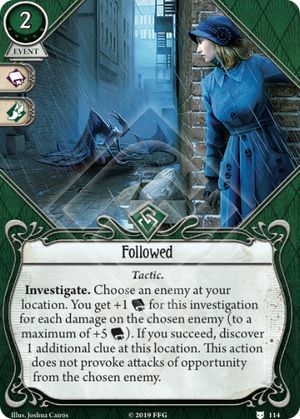 2
EVENT
Followed
Tactic.
Investigate. Choose an enemy at your
location. You get +1 for this investigation
for each damage on the chosen enemy (to a
maximum of +5 ). If you succeed, discover
1 additional clue at this location. This action
does not provoke attacks of opportunity
from the chosen enemy.
Illus. Joshua Cairós
© 2019 FFG
114